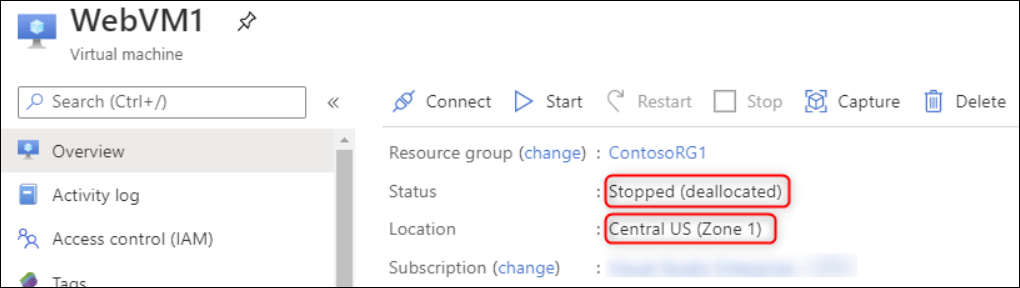 WebVM1
Virtual machine
Search (Ctrl+/)
«
Connect Start Restart Stop Capture Delete
Overview
Activity log
Access control (IAM)
Tags
Resource group (change) : ContosoRG1
Status : Stopped (deallocated)
Location : Central US (Zone 1)
Subscription (change) :